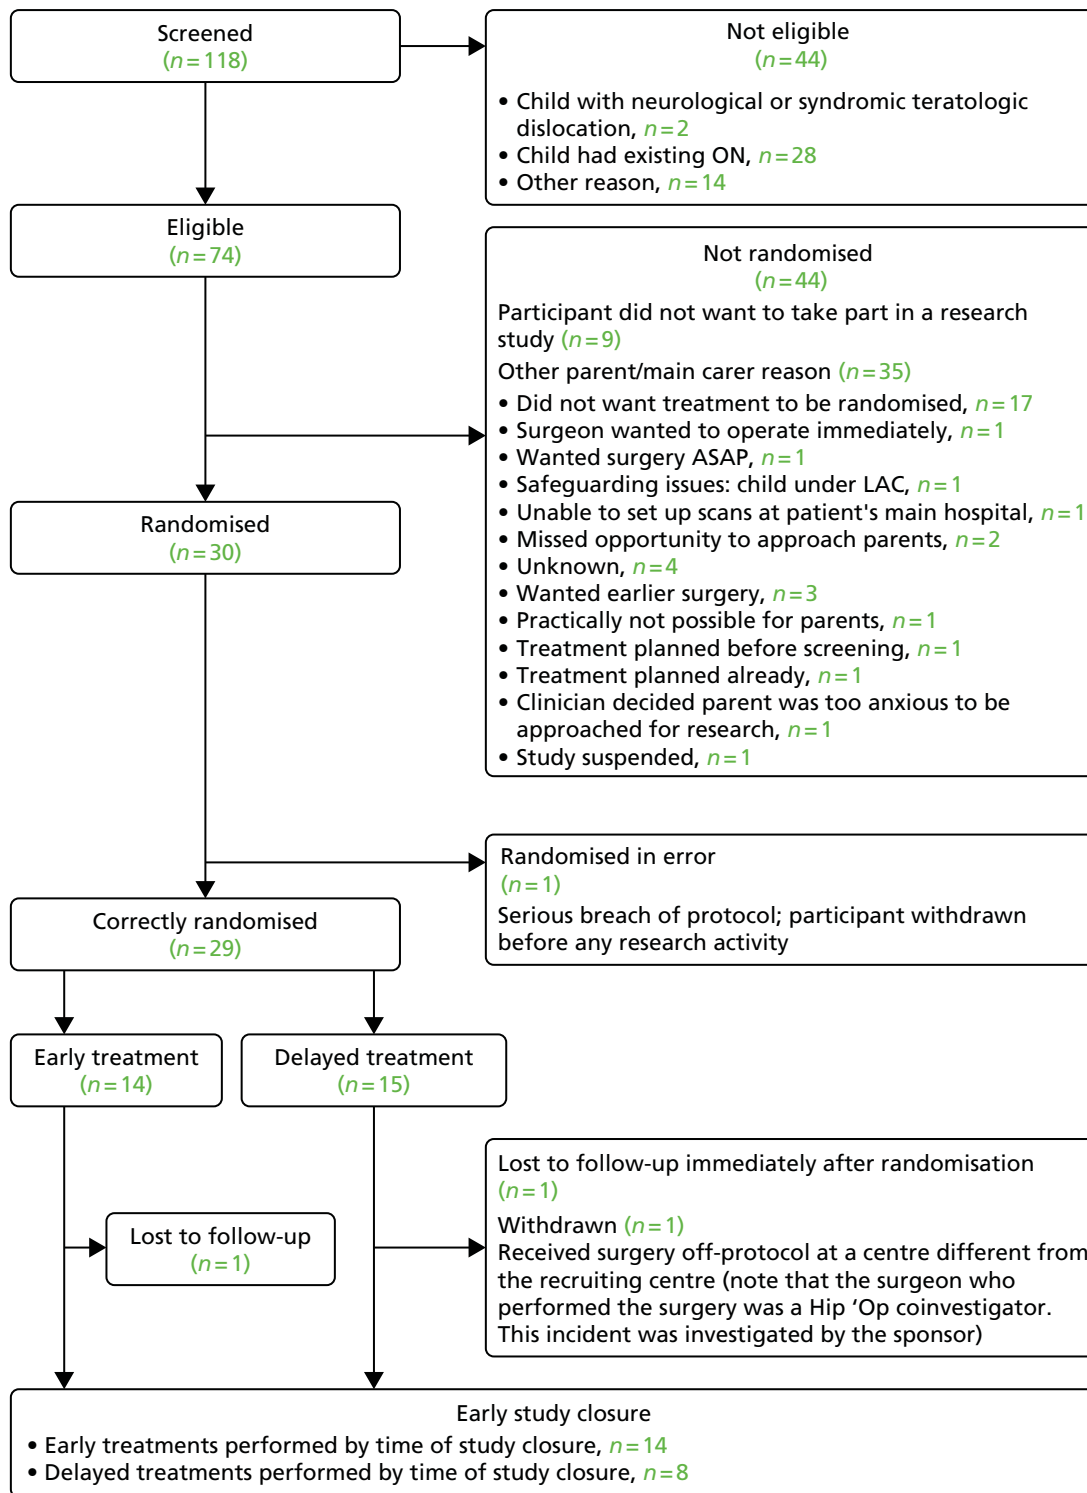 Screened
(n=118)
Not eligible
(n=44)
• Child with neurological or syndromic teratologic
dislocation, n=2
• Child had existing ON, n=28
• Other reason, n=14
Eligible
(n=74)
Not randomised
(n=44)
Participant did not want to take part in a research
study (n=9)
Other parent/main carer reason (n=35)
• Did not want treatment to be randomised, n=17
• Surgeon wanted to operate immediately, n=1
• Wanted surgery ASAP, n=1
• Safeguarding issues: child under LAC, n=1
• Unable to set up scans at patient's main hospital, n=1
• Missed opportunity to approach parents, n=2
• Unknown, n=4
• Wanted earlier surgery, n=3
• Practically not possible for parents, n=1
• Treatment planned before screening, n=1
• Treatment planned already, n=1
• Clinician decided parent was too anxious to be
approached for research, n=1
• Study suspended, n=1
Randomised
(n=30)
Randomised in error
(n=1)
Serious breach of protocol; participant withdrawn
before any research activity
Correctly randomised
(n=29)
Early treatment
(n=14)
Delayed treatment
(n=15)
Lost to follow-up
(n=1)
Lost to follow-up immediately after randomisation
(n=1)
Withdrawn (n=1)
Received surgery off-protocol at a centre different from
the recruiting centre (note that the surgeon who
performed the surgery was a Hip ‘Op coinvestigator.
This incident was investigated by the sponsor)
Early study closure
• Early treatments performed by time of study closure, n=14
• Delayed treatments performed by time of study closure, n=8